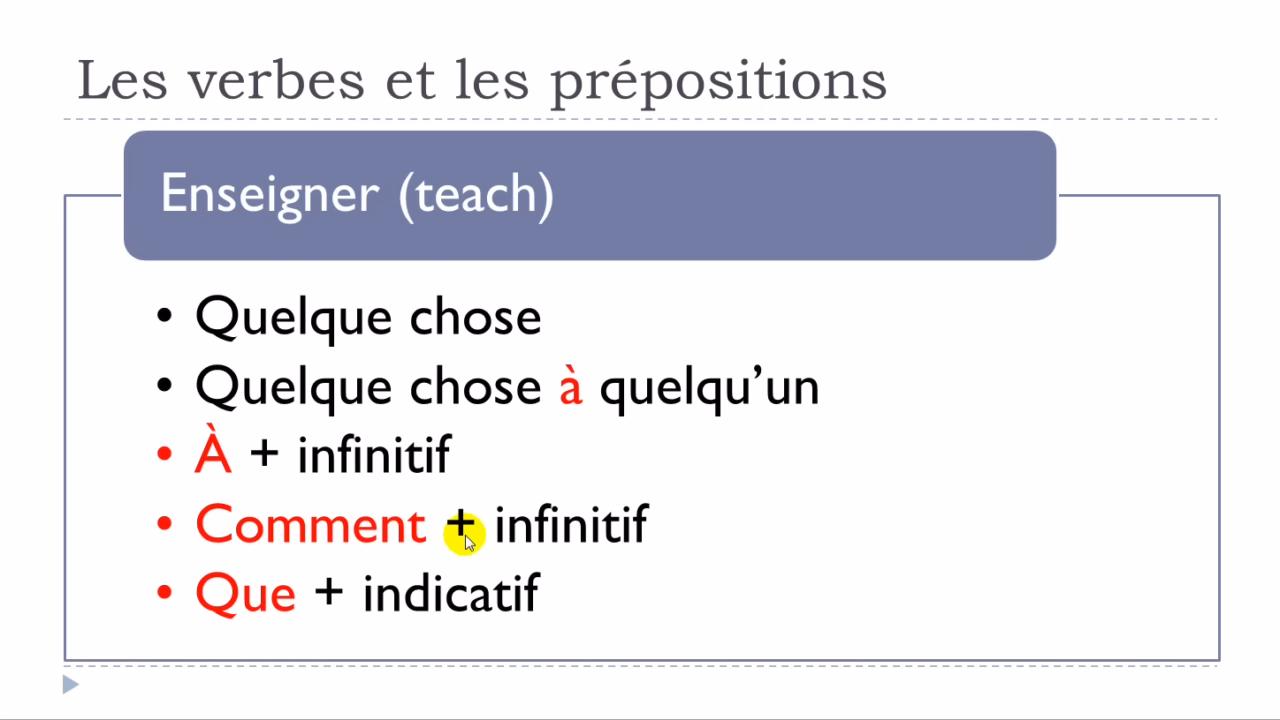 Les verbes et les prépositions
Enseigner (teach)
• Quelque chose
• Quelque chose à quelqu’un
• À + infinitif
• Comment + infinitif
• Que + indicatif